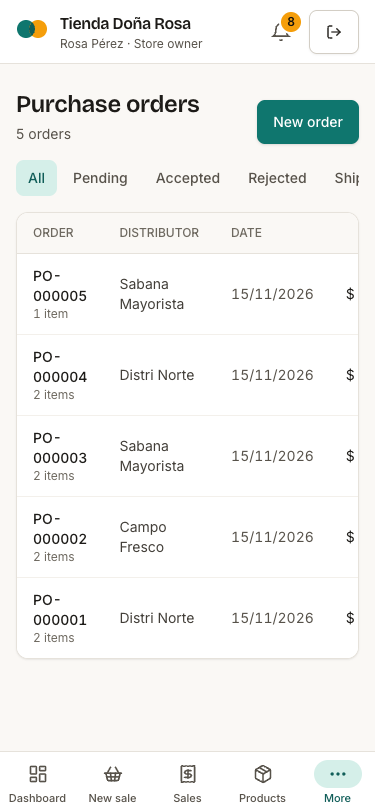 Tienda Doña Rosa
Rosa Pérez · Store owner
8
Purchase orders
5 orders
New order
All Pending Accepted Rejected Ship
ORDER DISTRIBUTOR DATE
PO-
000005
1 item
Sabana
Mayorista
15/11/2026
$
PO-
000004
2 items
Distri Norte
15/11/2026
$
PO-
000003
2 items
Sabana
Mayorista
15/11/2026
$
PO-
000002
2 items
Campo
Fresco
15/11/2026
$
PO-
000001
2 items
Distri Norte
15/11/2026
$
Dashboard New sale Sales Products More